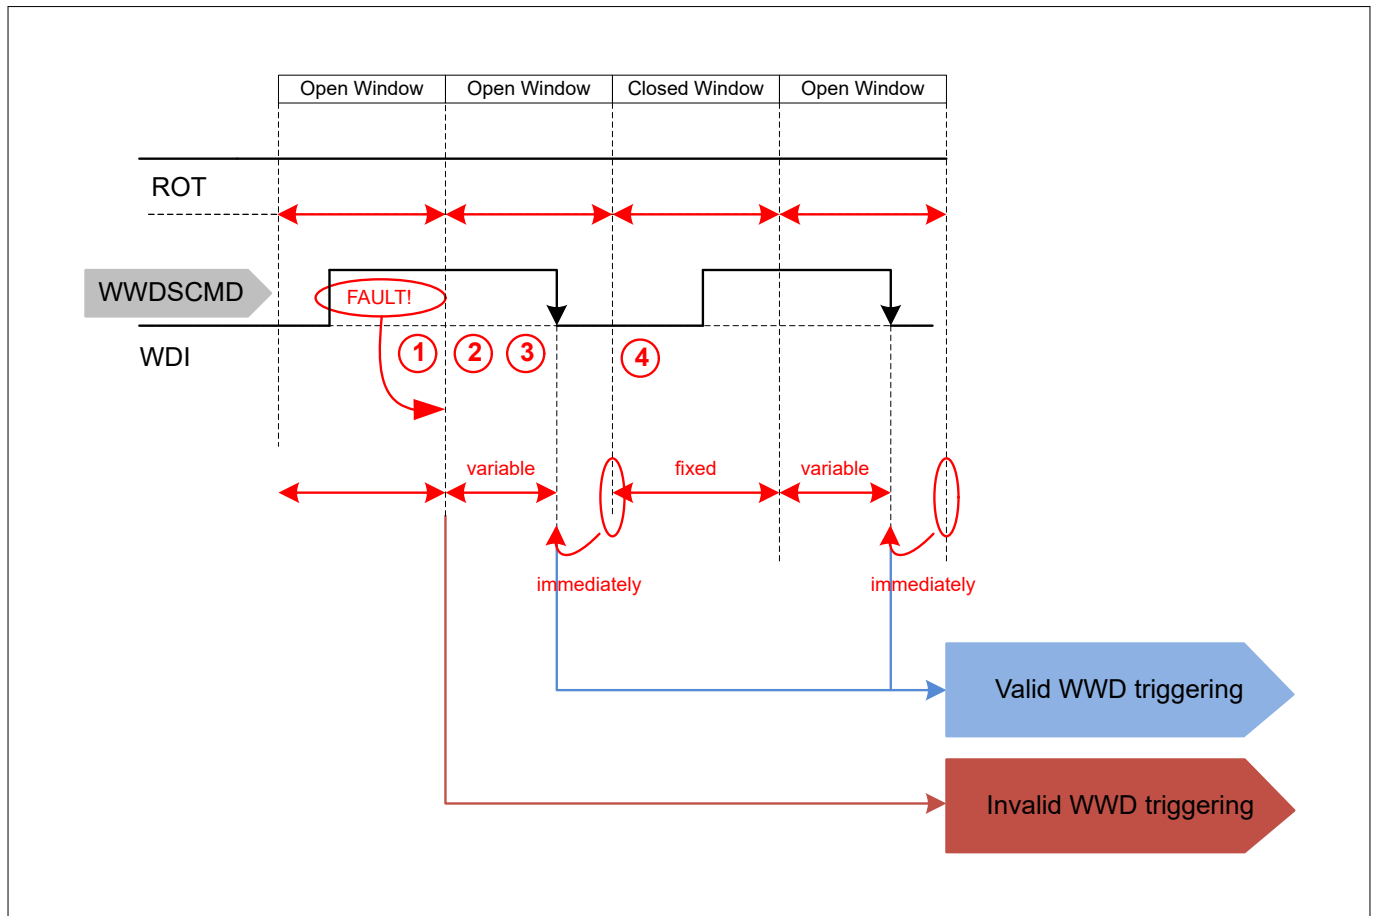 Open Window Open Window Closed Window Open Window
ROT
WWDSCMD
FAULT!
WDI
1 2 3 4
variable fixed variable
immediately immediately
Valid WWD triggering
Invalid WWD triggering